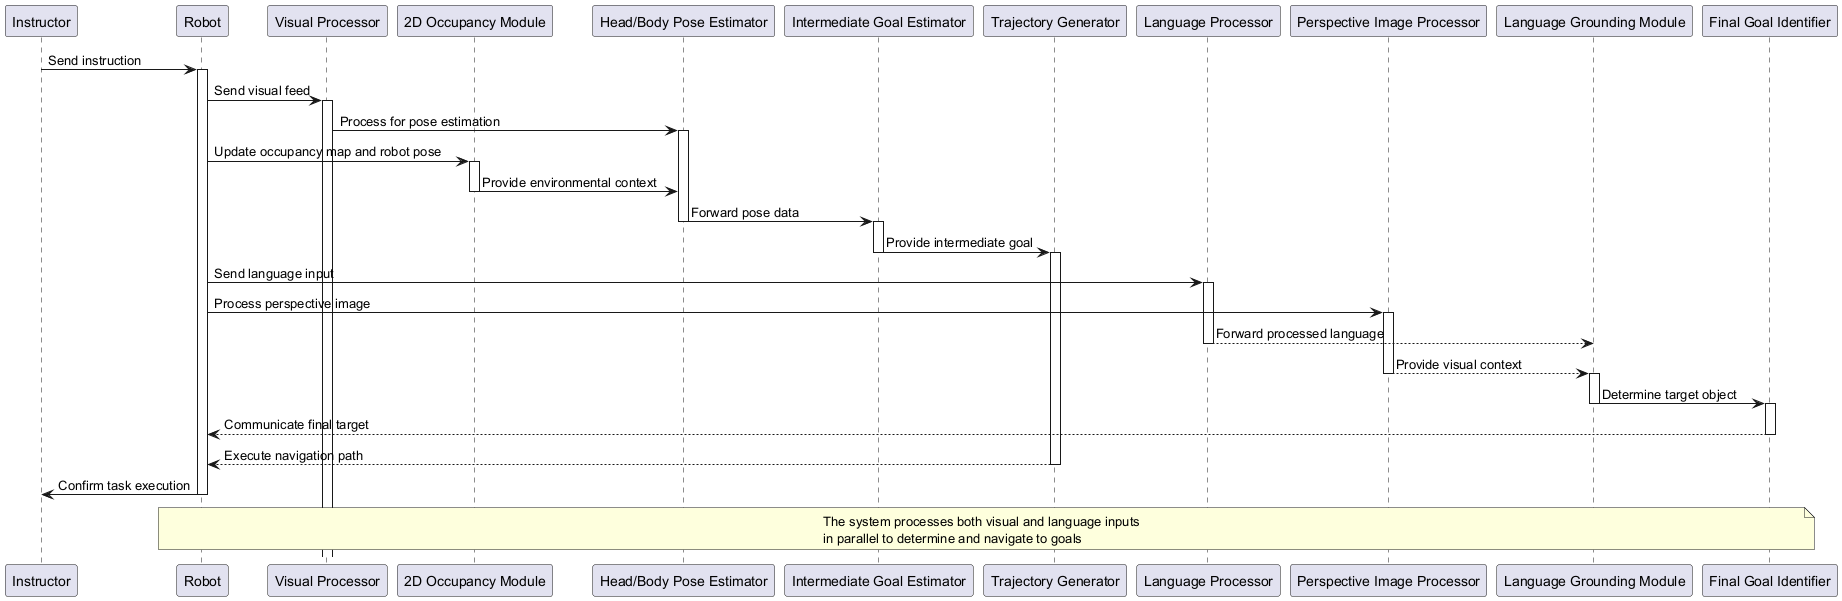 Instructor
Robot
Visual Processor
2D Occupancy Module
Head/Body Pose Estimator
Intermediate Goal Estimator
Trajectory Generator
Language Processor
Perspective Image Processor
Language Grounding Module
Final Goal Identifier
Send instruction
Send visual feed
Process for pose estimation
Update occupancy map and robot pose
Provide environmental context
Forward pose data
Provide intermediate goal
Send language input
Process perspective image
Forward processed language
Provide visual context
Determine target object
Communicate final target
Execute navigation path
Confirm task execution
The system processes both visual and language inputs
in parallel to determine and navigate to goals
Instructor
Robot
Visual Processor
2D Occupancy Module
Head/Body Pose Estimator
Intermediate Goal Estimator
Trajectory Generator
Language Processor
Perspective Image Processor
Language Grounding Module
Final Goal Identifier